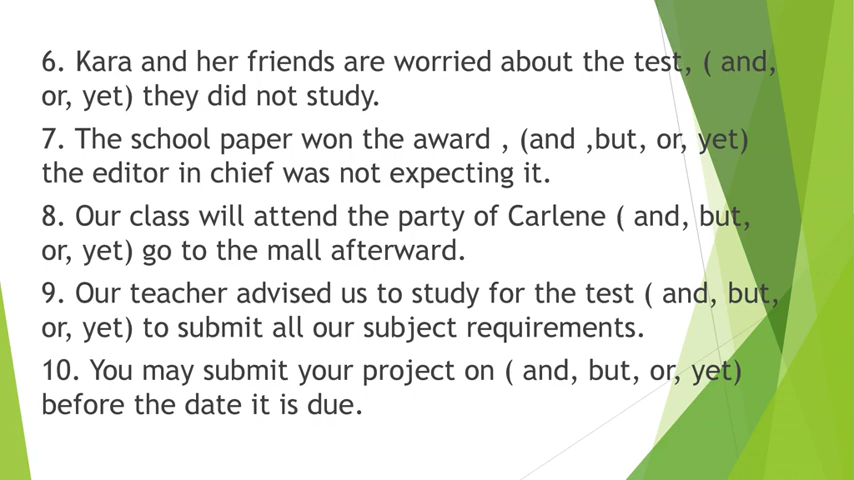 6. Kara and her friends are worried about the test, ( and,
or, yet) they did not study.
7. The school paper won the award , (and ,but, or, yet)
the editor in chief was not expecting it.
8. Our class will attend the party of Carlene ( and, but,
or, yet) go to the mall afterward.
9. Our teacher advised us to study for the test ( and, but,
or, yet) to submit all our subject requirements.
10. You may submit your project on ( and, but, or, yet)
before the date it is due.